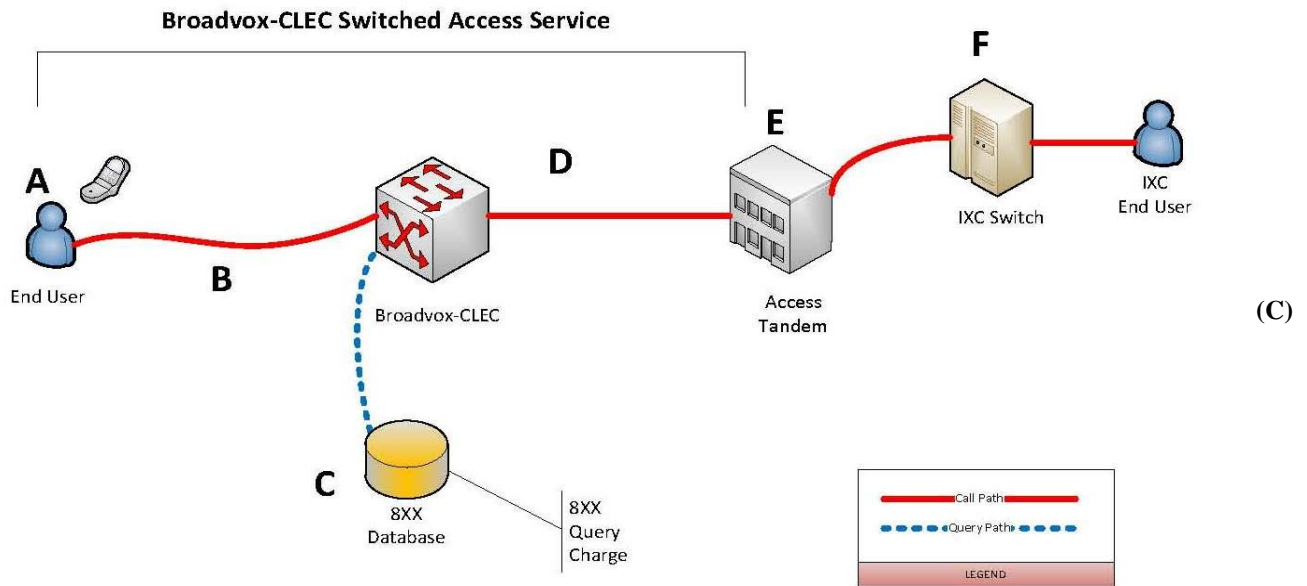 Broadvox-CLEC Switched Access Service
F
E
D
A
IXC
End User
IXC Switch
B
End User
Broadvox-CLEC
Access
Tandem
(C)
C
8XX
Database
8XX
Query
Charge
Call Path
Query Path
LEGEND